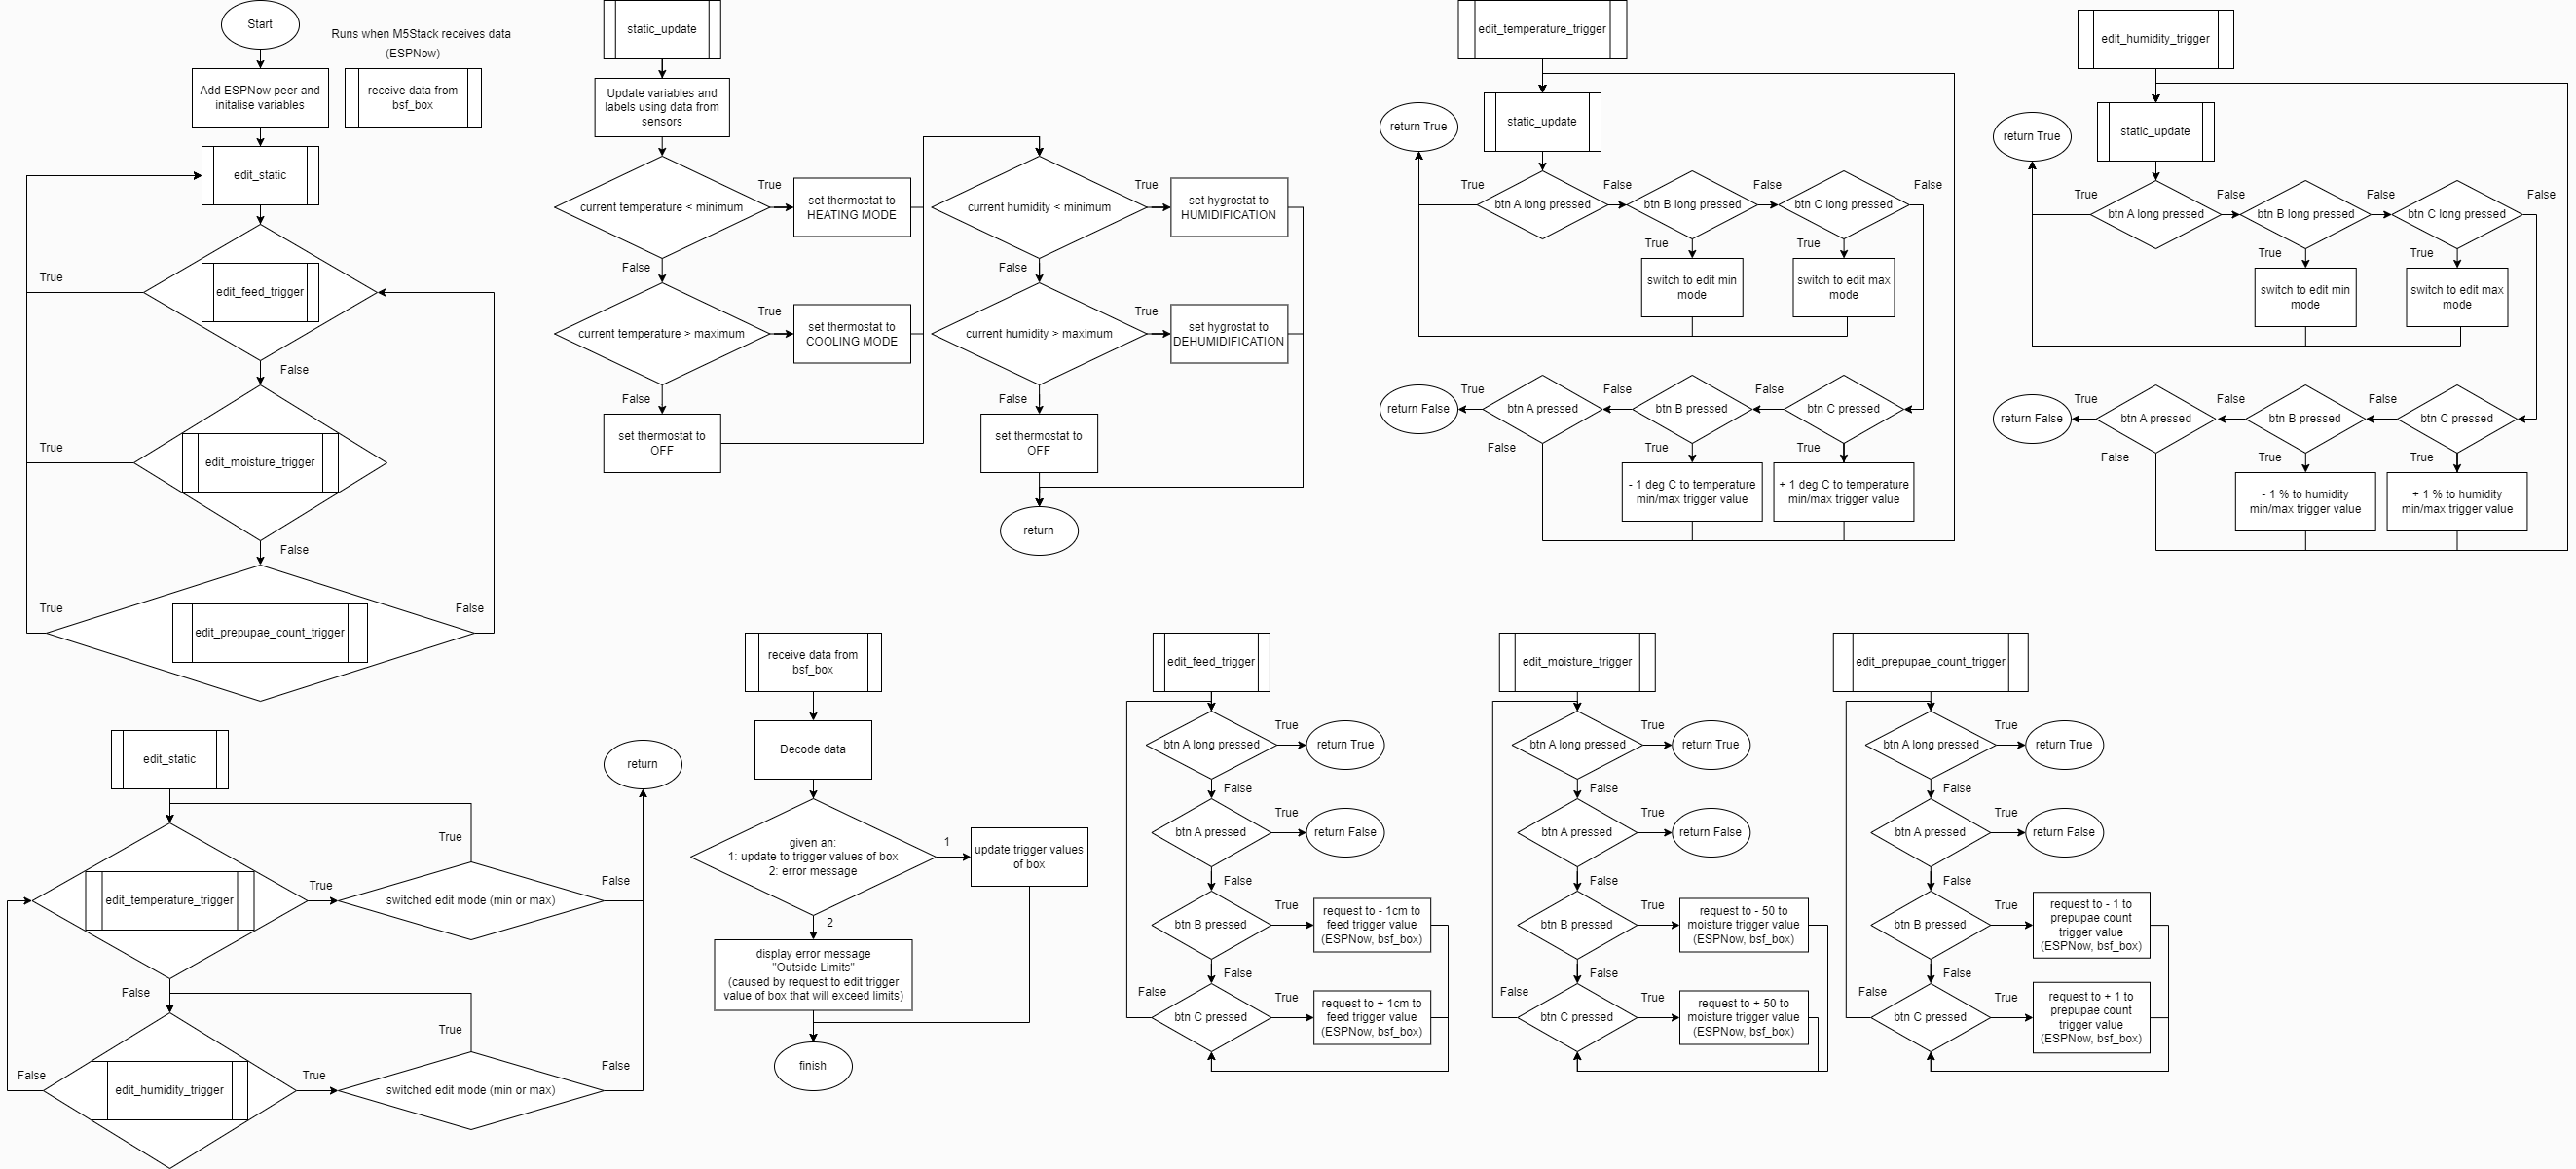 Start
Runs when M5Stack receives data
(ESPNow)
Add ESPNow peer and
initalise variables
receive data from
bsf_box
edit_static
True
edit_feed_trigger
False
True
edit_moisture_trigger
False
True
False
edit_prepupae_count_trigger
static_update
Update variables and
labels using data from
sensors
current temperature < minimum
True
set thermostat to
HEATING MODE
False
current temperature > maximum
True
set thermostat to
COOLING MODE
False
set thermostat to
OFF
current humidity < minimum
True
set hygrostat to
HUMIDIFICATION
False
current humidity > maximum
True
set hygrostat to
DEHUMIDIFICATION
False
set thermostat to
OFF
return
edit_temperature_trigger
static_update
return True
True
btn A long pressed
False
btn B long pressed
False
btn C long pressed
False
True
True
switch to edit min
mode
switch to edit max
mode
return False
True
btn A pressed
False
btn B pressed
False
btn C pressed
False
True
True
- 1 deg C to temperature
min/max trigger value
+ 1 deg C to temperature
min/max trigger value
edit_humidity_trigger
static_update
return True
True
btn A long pressed
False
btn B long pressed
False
btn C long pressed
False
True
True
switch to edit min
mode
switch to edit max
mode
return False
True
btn A pressed
False
btn B pressed
False
btn C pressed
False
True
True
- 1 % to humidity
min/max trigger value
+ 1 % to humidity
min/max trigger value
edit_static
return
True
edit_temperature_trigger
True
switched edit mode (min or max)
False
False
True
edit_humidity_trigger
False
True
switched edit mode (min or max)
False
receive data from
bsf_box
Decode data
given an:
1: update to trigger values of box
2: error message
1
update trigger values
of box
2
display error message
"Outside Limits"
(caused by request to edit trigger
value of box that will exceed limits)
finish
edit_feed_trigger
btn A long pressed
True
return True
False
btn A pressed
True
return False
False
btn B pressed
True
request to - 1cm to
feed trigger value
(ESPNow, bsf_box)
False
False
btn C pressed
True
request to + 1cm to
feed trigger value
(ESPNow, bsf_box)
edit_moisture_trigger
btn A long pressed
True
return True
False
btn A pressed
True
return False
False
btn B pressed
True
request to - 50 to
moisture trigger value
(ESPNow, bsf_box)
False
False
btn C pressed
True
request to + 50 to
moisture trigger value
(ESPNow, bsf_box)
edit_prepupae_count_trigger
btn A long pressed
True
return True
False
btn A pressed
True
return False
False
btn B pressed
True
request to - 1 to
prepupae count
trigger value
(ESPNow, bsf_box)
False
False
btn C pressed
True
request to + 1 to
prepupae count
trigger value
(ESPNow, bsf_box)